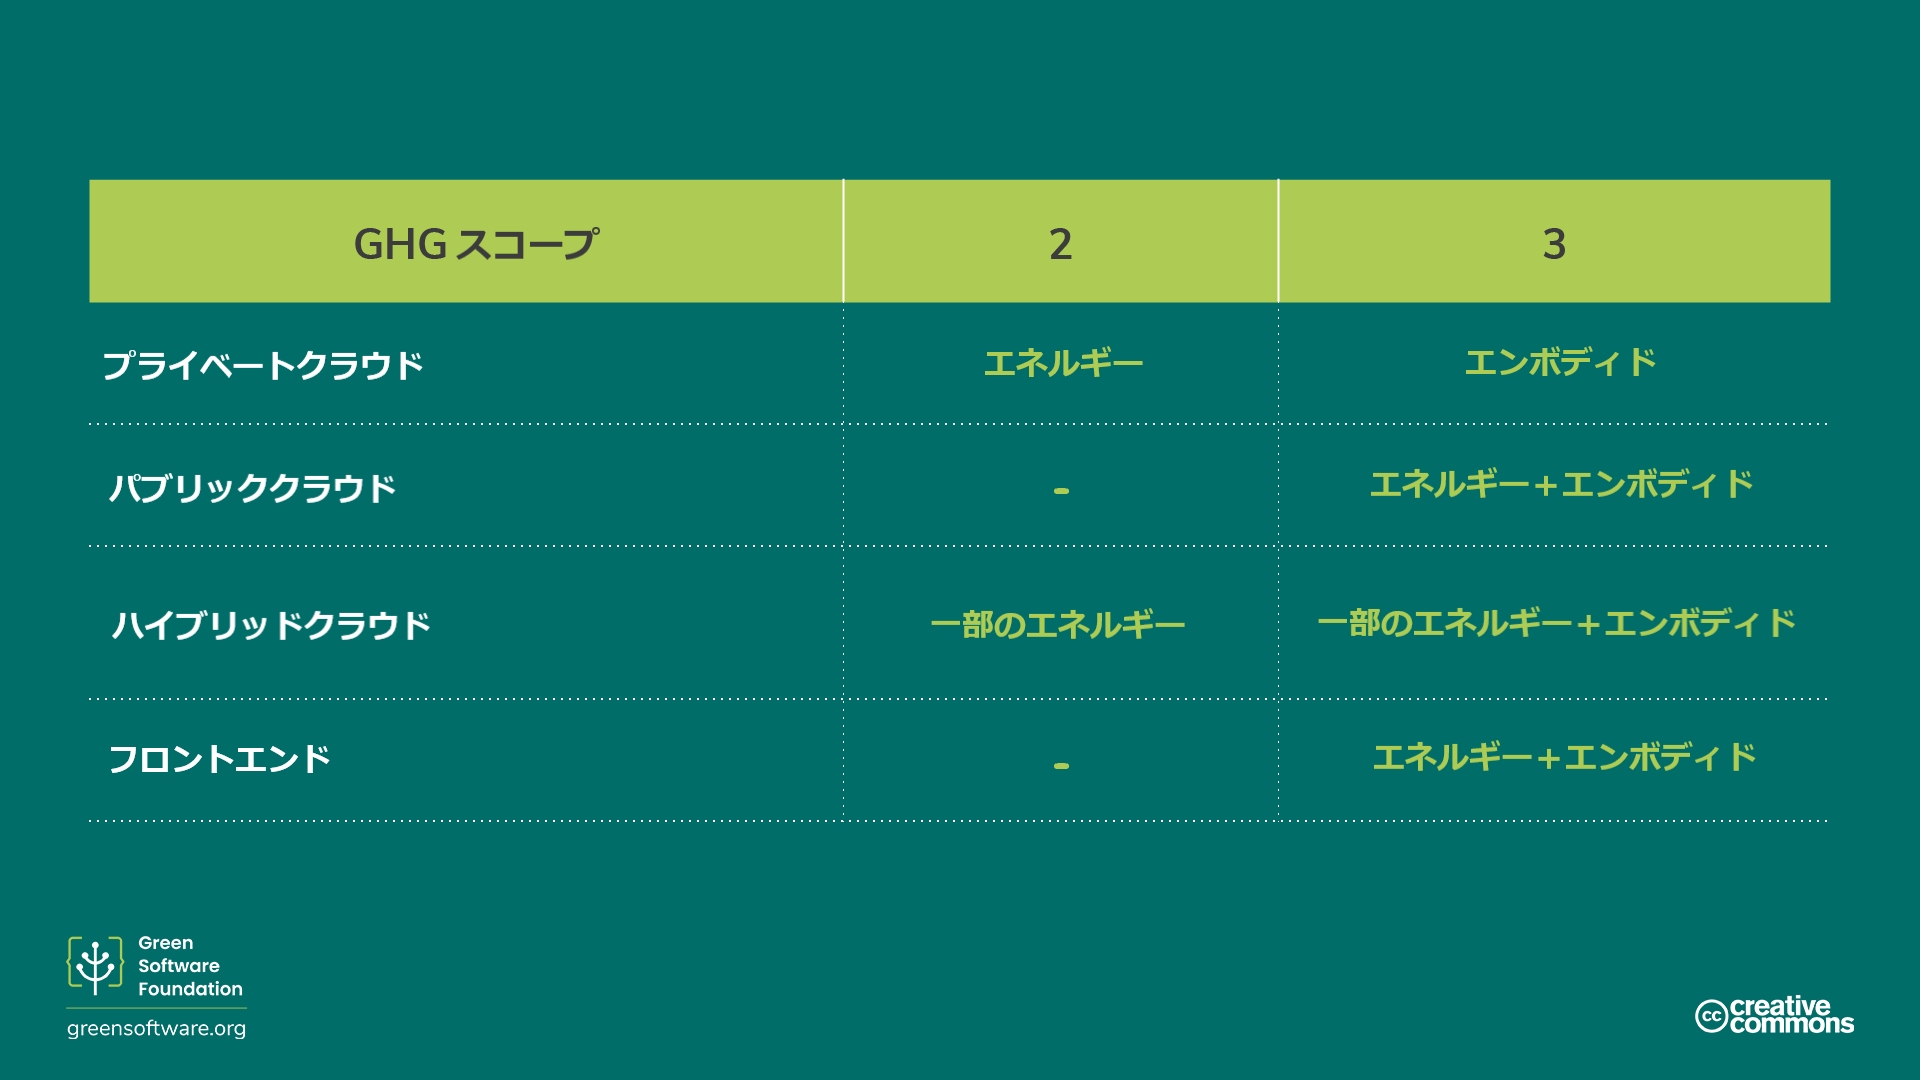 GHG スコープ 2 3
プライベートクラウド エネルギー エンボディド
パブリッククラウド - エネルギー+エンボディド
ハイブリッドクラウド 一部のエネルギー 一部のエネルギー+エンボディド
フロントエンド - エネルギー+エンボディド
Green
Software
Foundation
greensoftware.org
cc creative
commons